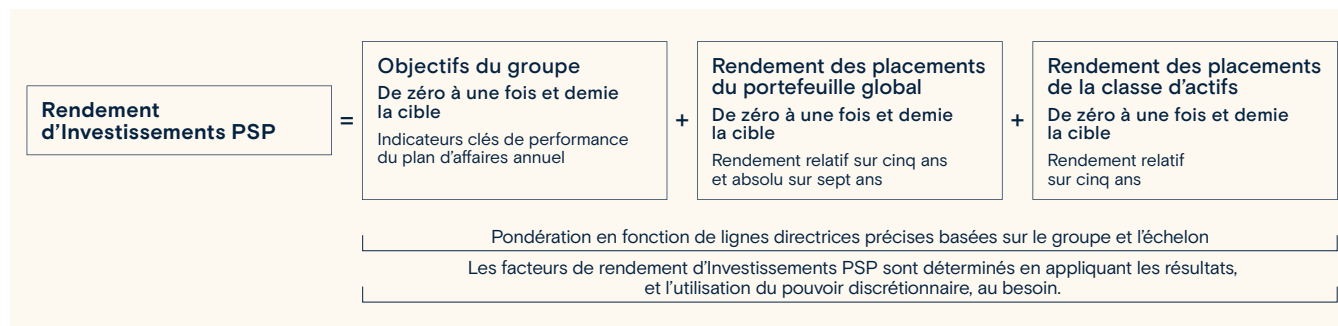 Rendement
d'Investissements PSP
=
Objectifs du groupe
De zéro à une fois et demie
la cible
Indicateurs clés de performance
du plan d'affaires annuel
+
Rendement des placements
du portefeuille global
De zéro à une fois et demie
la cible
Rendement relatif sur cinq ans
et absolu sur sept ans
+
Rendement des placements
de la classe d'actifs
De zéro à une fois et demie
la cible
Rendement relatif
sur cinq ans
Pondération en fonction de lignes directrices précises basées sur le groupe et l'échelon
Les facteurs de rendement d'Investissements PSP sont déterminés en appliquant les résultats,
et l'utilisation du pouvoir discrétionnaire, au besoin.